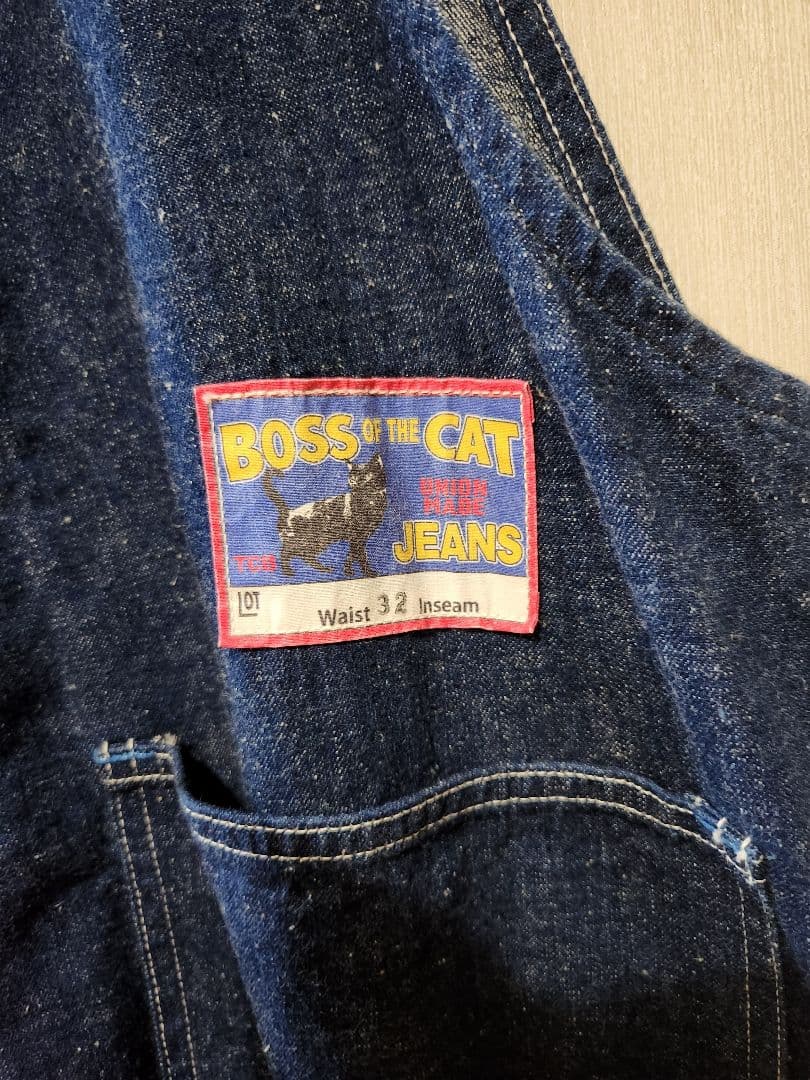 BOSS OF THE CAT
UNION
MADE
TCB JEANS
LOT
Waist 32 Inseam